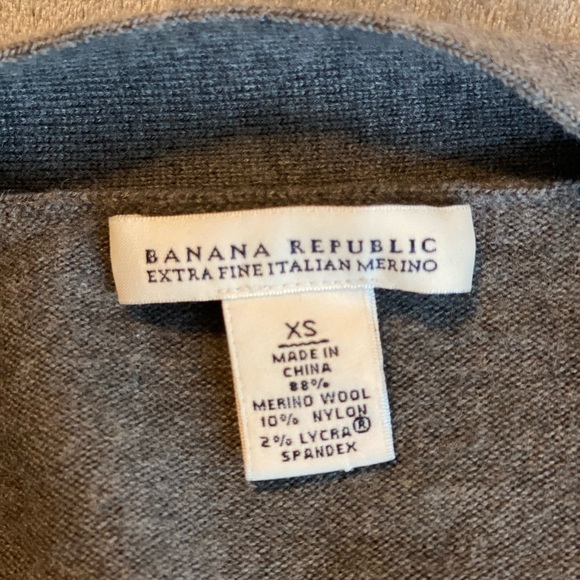 BANANA REPUBLIC
EXTRA FINE ITALIAN MERINO
XS
MADE IN
CHINA
88%
MERINO WOOL
10% NYLON
2% LYCRA®
SPANDEX